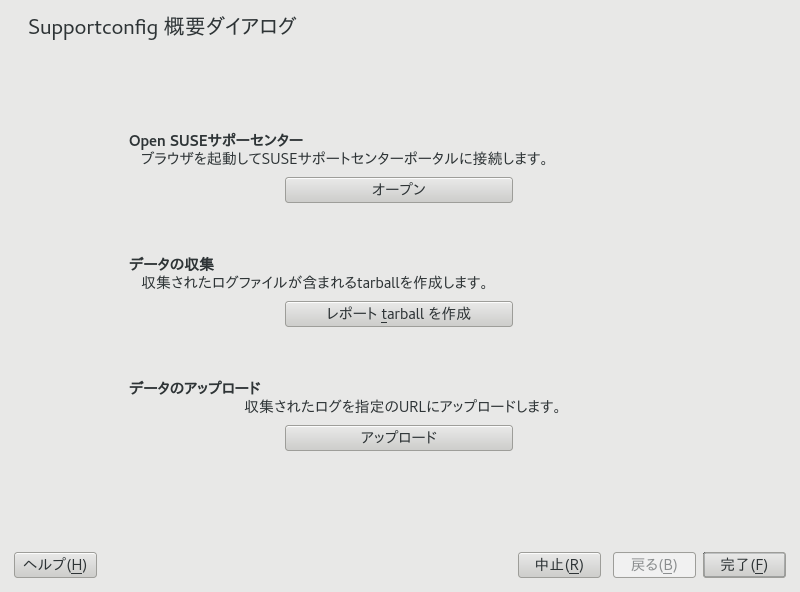 Supportconfig 概要ダイアログ
Open SUSEサポーセンター
ブラウザを起動してSUSEサポートセンターポータルに接続します。
オープン
データの収集
収集されたログファイルが含まれるtarballを作成します。
レポート tarball を作成
データのアップロード
収集されたログを指定のURLにアップロードします。
アップロード
ヘルプ(H) 中止(R) 戻る(B) 完了(F)